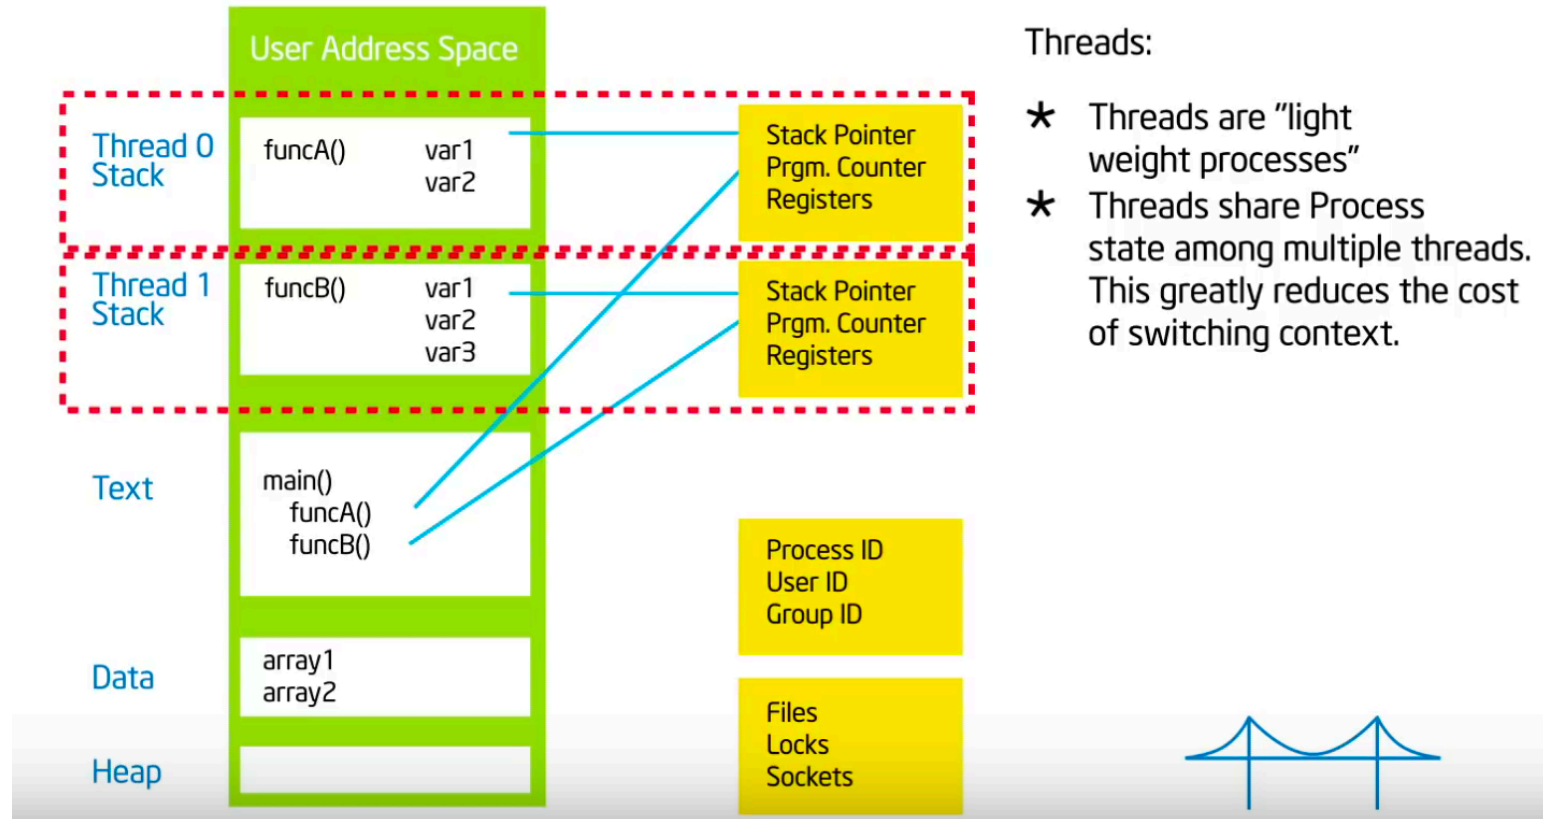 User Address Space
Thread 0
Stack
funcA()
var1
var2
Stack Pointer
Prgm. Counter
Registers
Thread 1
Stack
funcB()
var1
var2
var3
Stack Pointer
Prgm. Counter
Registers
Text
main()
funcA()
funcB()
Process ID
User ID
Group ID
Data
array1
array2
Files
Locks
Sockets
Heap
Threads:
* Threads are "light
weight processes"
* Threads share Process
state among multiple threads.
This greatly reduces the cost
of switching context.